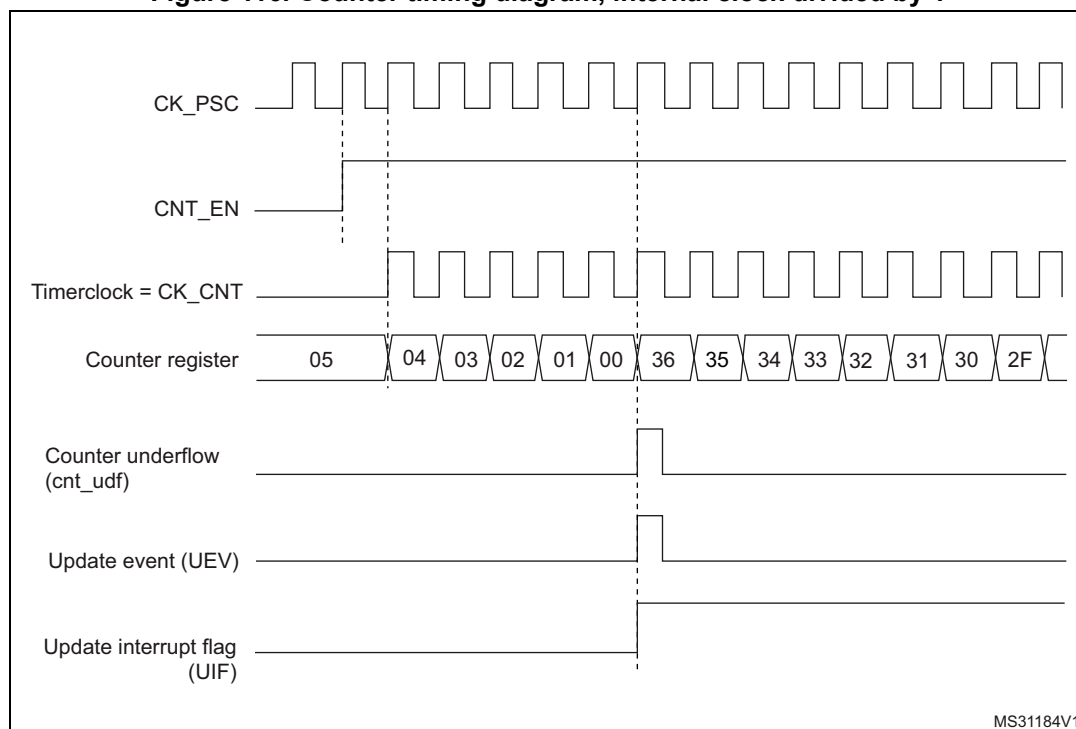 CK_PSC
CNT_EN
Timerclock = CK_CNT
Counter register 05 04 03 02 01 00 36 35 34 33 32 31 30 2F
Counter underflow
(cnt_udf)
Update event (UEV)
Update interrupt flag
(UIF)
MS31184V1